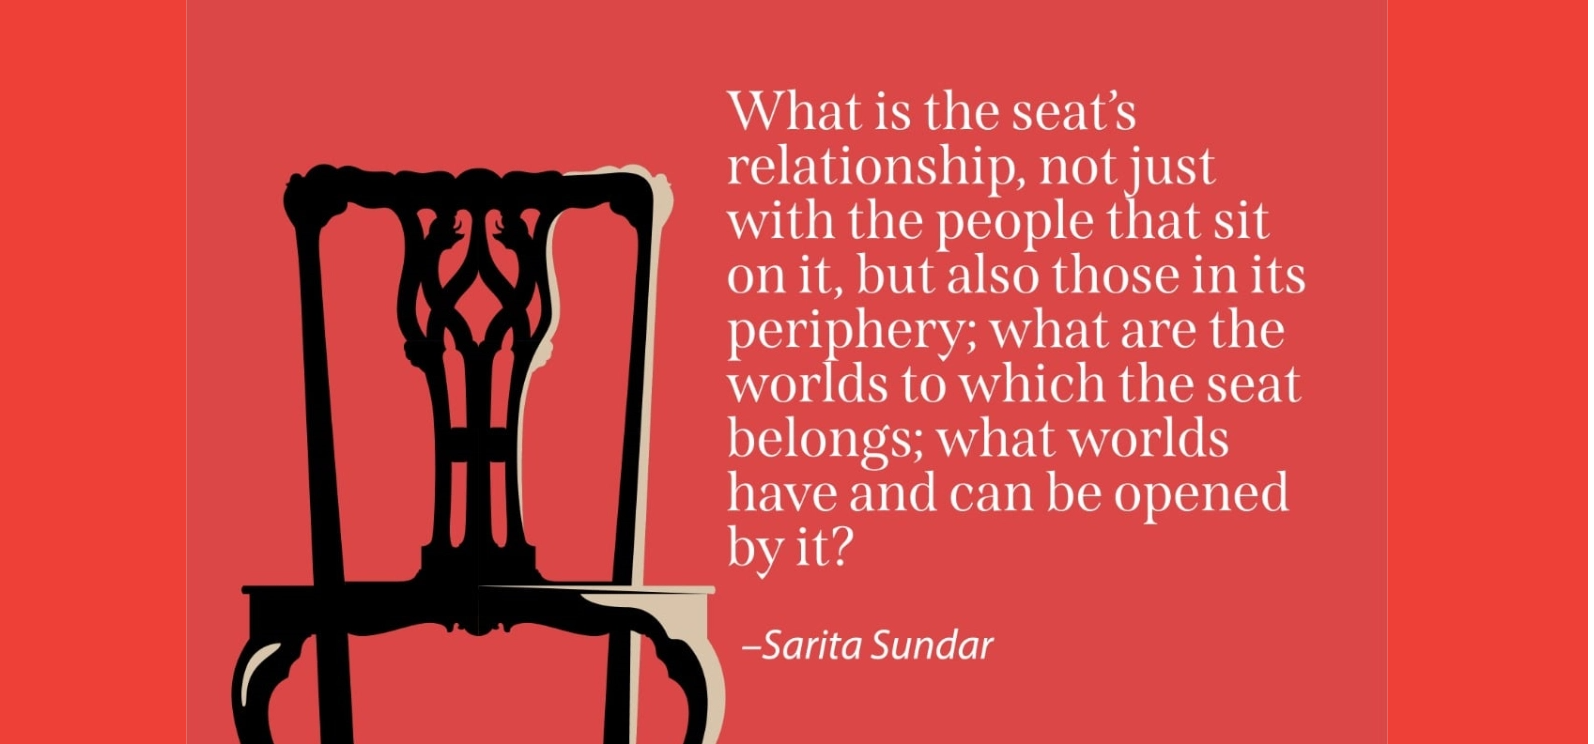 What is the seat’s
relationship, not just
with the people that sit
on it, but also those in its
periphery; what are the
worlds to which the seat
belongs; what worlds
have and can be opened
by it?
–Sarita Sundar